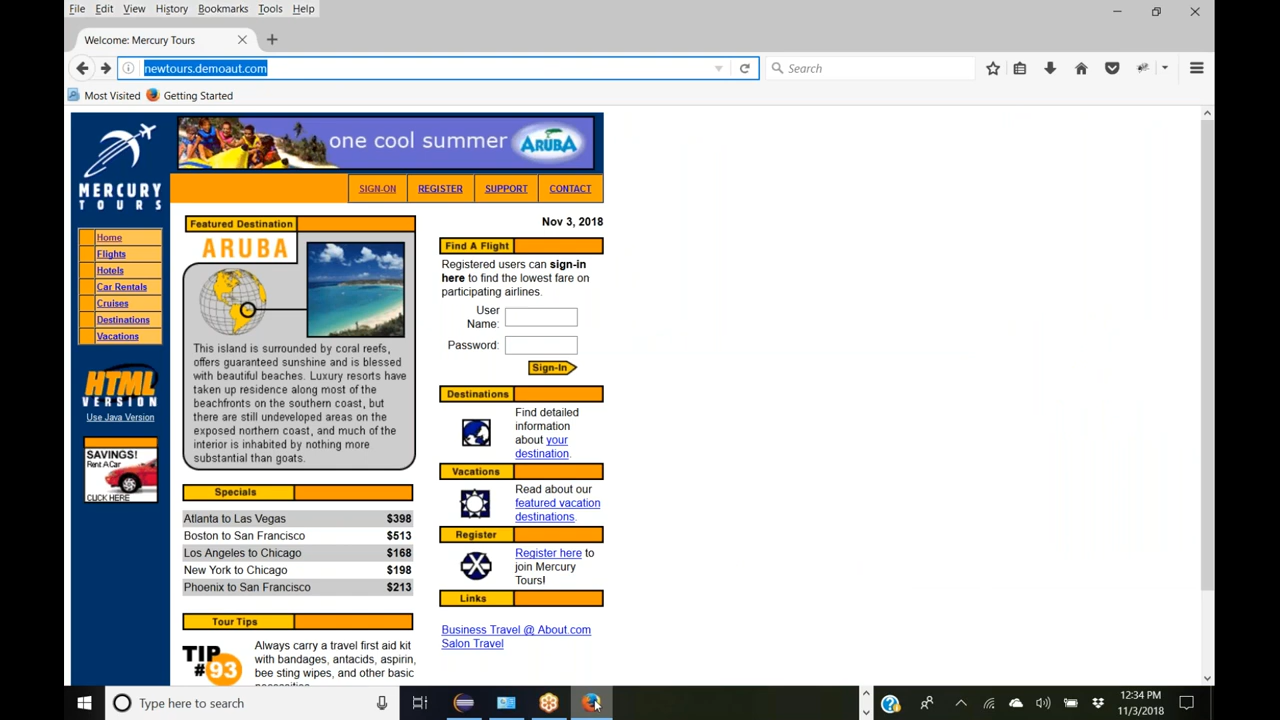 File Edit View History Bookmarks Tools Help
Welcome: Mercury Tours
newtours.demoaut.com
Search
Most Visited Getting Started
one cool summer ARUBA
MERCURY
TOURS
SIGN-ON REGISTER SUPPORT CONTACT
Nov 3, 2018
Home
Flights
Hotels
Car Rentals
Cruises
Destinations
Vacations
HTML
VERSION
Use Java Version
SAVINGS!
Rent A Car
CLICK HERE
Featured Destination
ARUBA
This island is surrounded by coral reefs,
offers guaranteed sunshine and is blessed
with beautiful beaches. Luxury resorts have
taken up residence along most of the
beachfronts on the southern coast, but
there are still undeveloped areas on the
exposed northern coast, and much of the
interior is inhabited by nothing more
substantial than goats.
Specials
Atlanta to Las Vegas $398
Boston to San Francisco $513
Los Angeles to Chicago $168
New York to Chicago $198
Phoenix to San Francisco $213
Tour Tips
TIP
#93
Always carry a travel first aid kit
with bandages, antacids, aspirin,
bee sting wipes, and other basic
necessities.
Find A Flight
Registered users can sign-in
here to find the lowest fare on
participating airlines.
User
Name:
Password:
Sign-In
Destinations
Find detailed
information
about your
destination.
Vacations
Read about our
featured vacation
destinations.
Register
Register here to
join Mercury
Tours!
Links
Business Travel @ About.com
Salon Travel
Type here to search
12:34 PM
11/3/2018